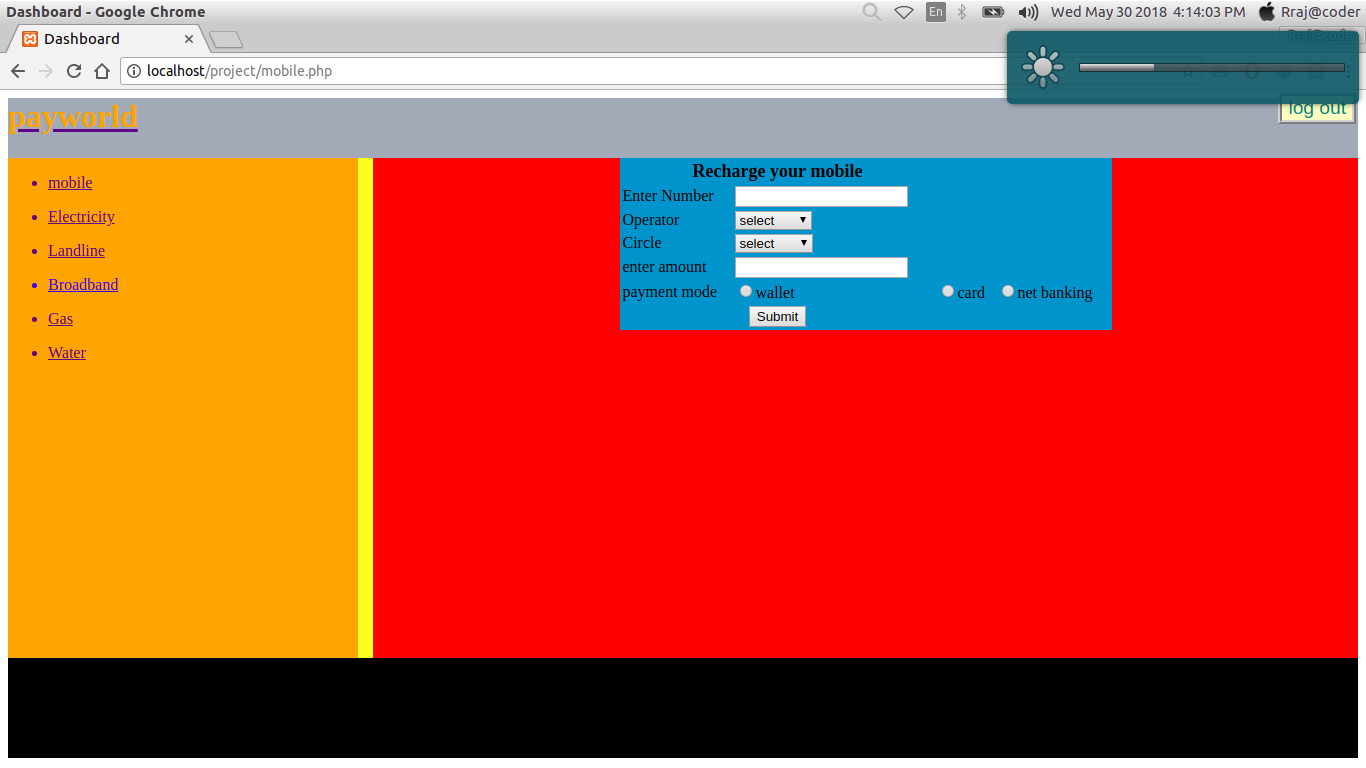 Dashboard - Google Chrome
En
Wed May 30 2018 4:14:03 PM
Rraj@coder
Dashboard
Rraj@coder
localhost/project/mobile.php
payworld
log out
mobile
Electricity
Landline
Broadband
Gas
Water
Recharge your mobile
Enter Number
Operator select
Circle select
enter amount
payment mode wallet card net banking
Submit